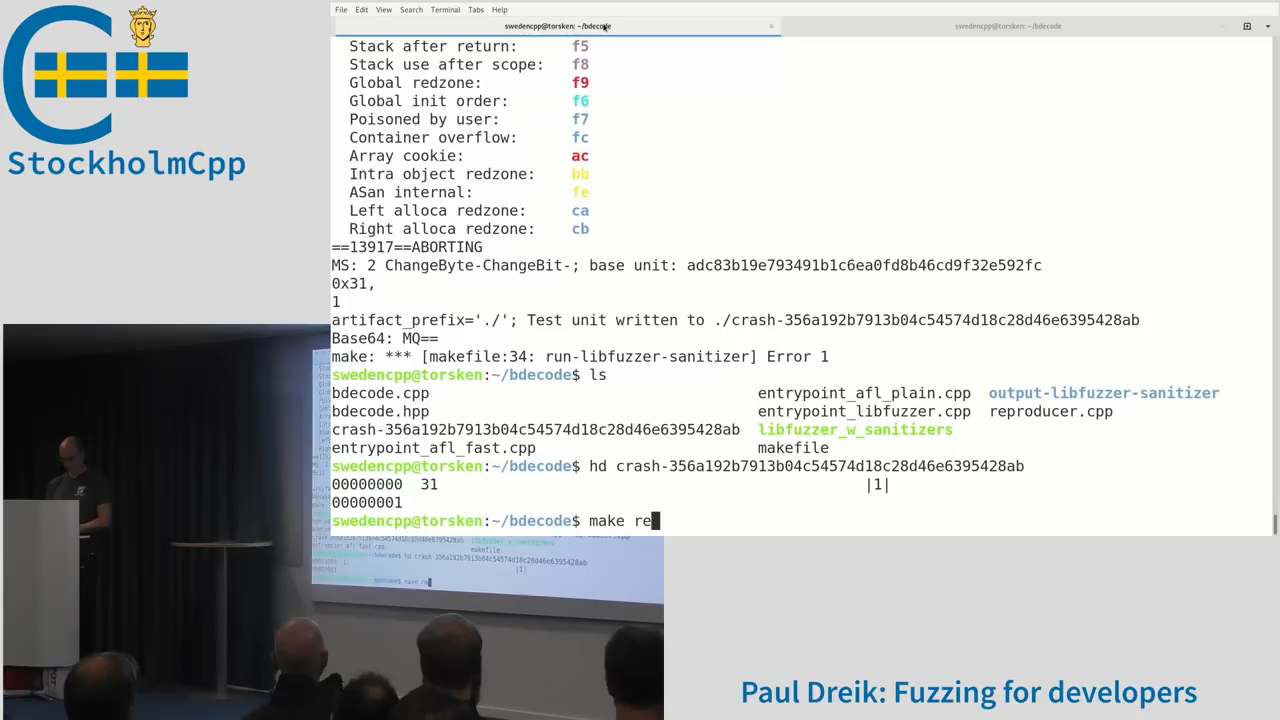 StockholmCpp
File Edit View Search Terminal Tabs Help
swedencpp@torsken: ~/bdecode × swedencpp@torsken: ~/bdecode
Stack after return: f5
Stack use after scope: f8
Global redzone: f9
Global init order: f6
Poisoned by user: f7
Container overflow: fc
Array cookie: ac
Intra object redzone: bb
ASan internal: fe
Left alloca redzone: ca
Right alloca redzone: cb
==13917==ABORTING
MS: 2 ChangeByte-ChangeBit-; base unit: adc83b19e793491b1c6ea0fd8b46cd9f32e592fc
0x31,
1
artifact_prefix='./'; Test unit written to ./crash-356a192b7913b04c54574d18c28d46e6395428ab
Base64: MQ==
make: *** [makefile:34: run-libfuzzer-sanitizer] Error 1
swedencpp@torsken:~/bdecode$ ls
bdecode.cpp entrypoint_afl_plain.cpp output-libfuzzer-sanitizer
bdecode.hpp entrypoint_libfuzzer.cpp reproducer.cpp
crash-356a192b7913b04c54574d18c28d46e6395428ab libfuzzer_w_sanitizers
entrypoint_afl_fast.cpp makefile
swedencpp@torsken:~/bdecode$ hd crash-356a192b7913b04c54574d18c28d46e6395428ab
00000000 31 |1|
00000001
swedencpp@torsken:~/bdecode$ make re
Paul Dreik: Fuzzing for developers